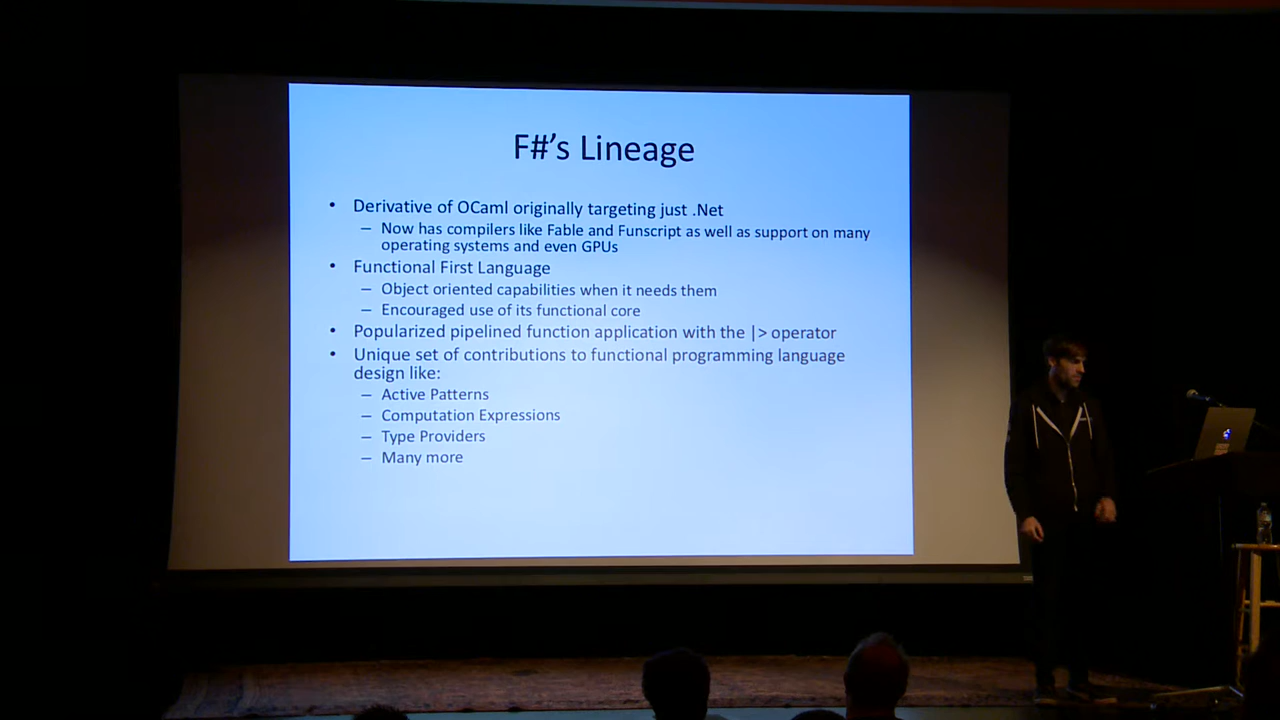 F#'s Lineage
• Derivative of OCaml originally targeting just .Net
– Now has compilers like Fable and Funscript as well as support on many
operating systems and even GPUs
• Functional First Language
– Object oriented capabilities when it needs them
– Encouraged use of its functional core
• Popularized pipelined function application with the |> operator
• Unique set of contributions to functional programming language
design like:
– Active Patterns
– Computation Expressions
– Type Providers
– Many more